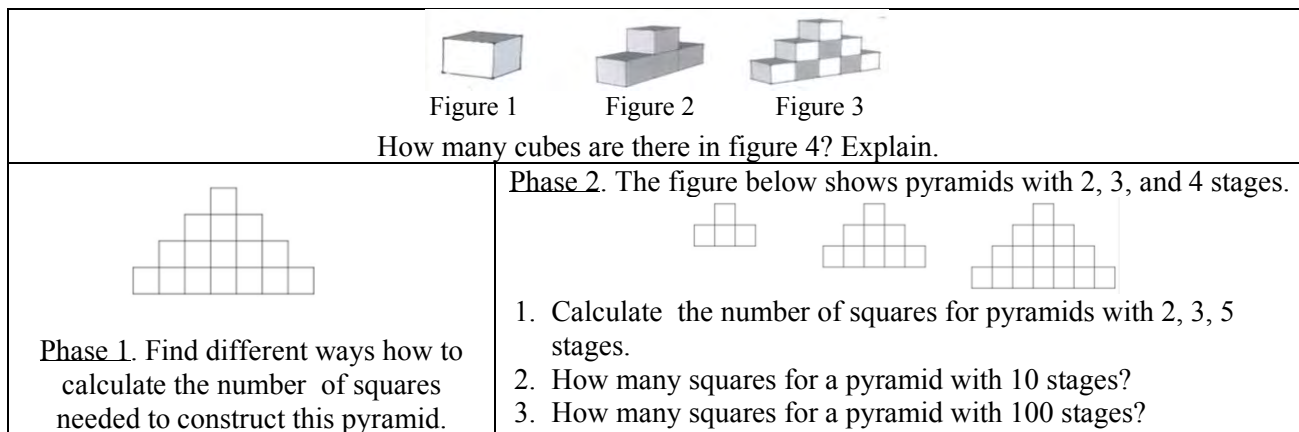 Figure 1 Figure 2 Figure 3
How many cubes are there in figure 4? Explain.
Phase 1. Find different ways how to
calculate the number of squares
needed to construct this pyramid.
Phase 2. The figure below shows pyramids with 2, 3, and 4 stages.
1. Calculate the number of squares for pyramids with 2, 3, 5
stages.
2. How many squares for a pyramid with 10 stages?
3. How many squares for a pyramid with 100 stages?